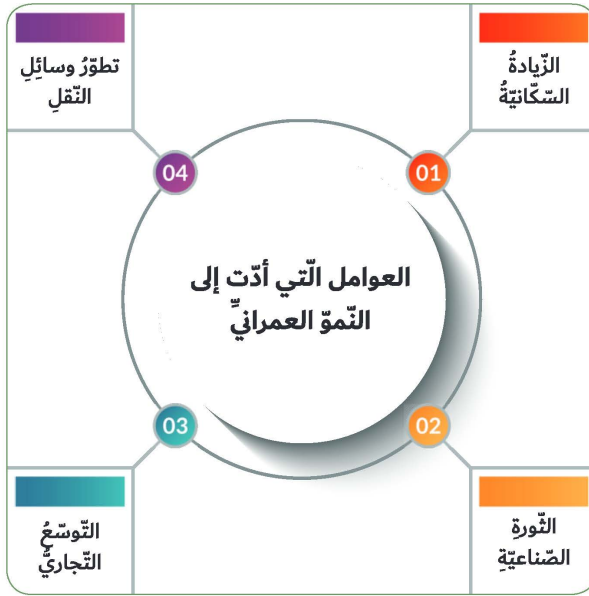 العوامل الّتي أدّت إلى
النّموّ العمرانيِّ
01
الزّيادةُ
السّكّانيّةُ
02
الثّورةِ
الصّناعيّةِ
03
التّوسّعُ
التّجاريُّ
04
تطوّرُ وسائِلِ
النّقلِ